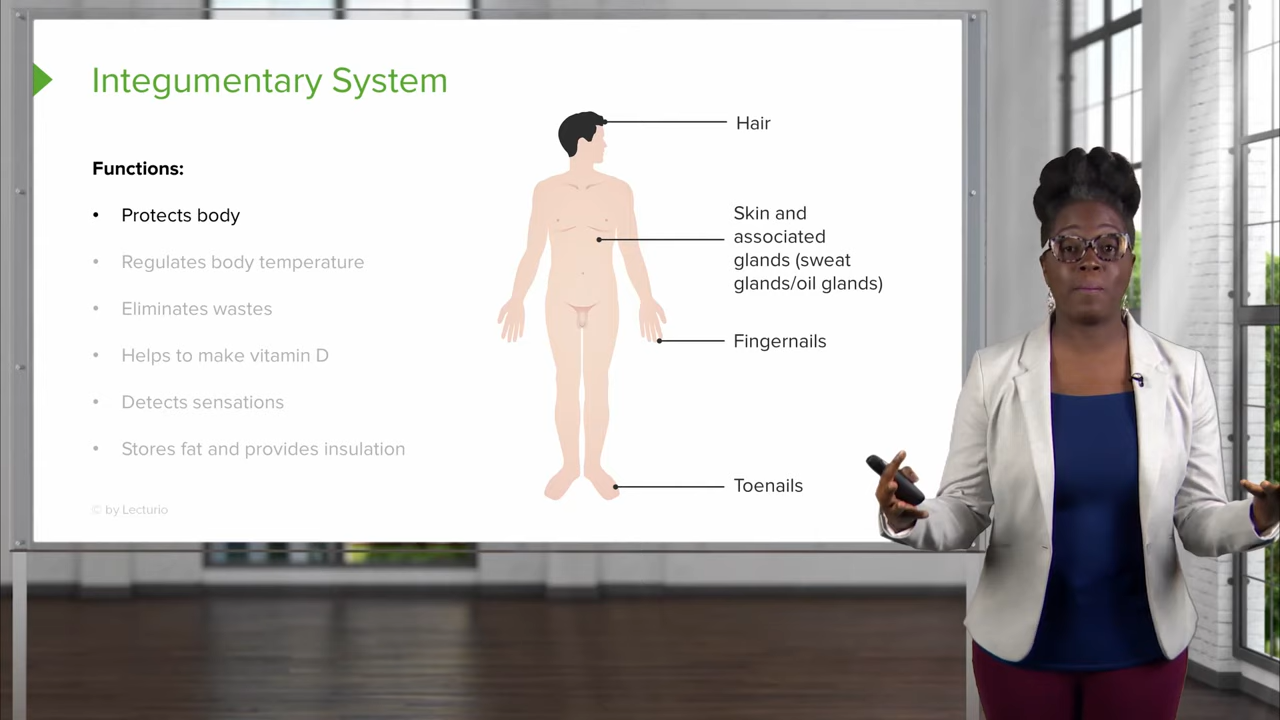 Integumentary System
Functions:
• Protects body
• Regulates body temperature
• Eliminates wastes
• Helps to make vitamin D
• Detects sensations
• Stores fat and provides insulation
© by Lecturio
Hair
Skin and
associated
glands (sweat
glands/oil glands)
Fingernails
Toenails